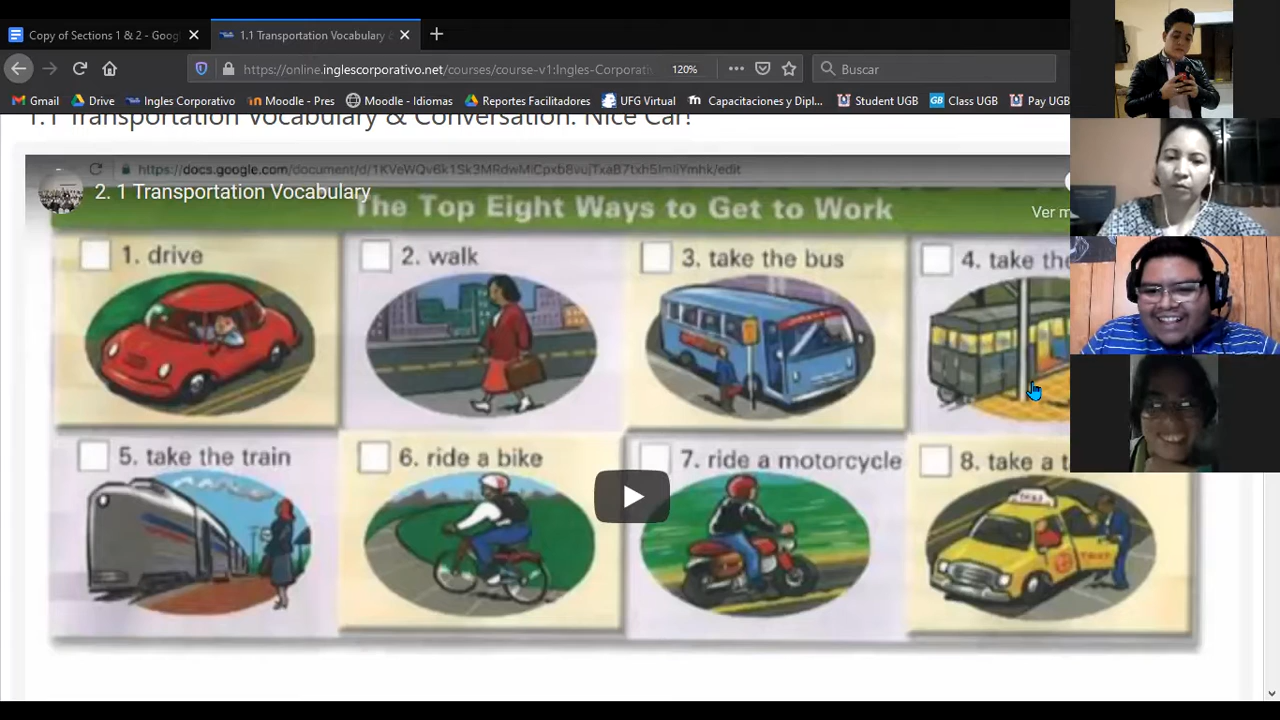 Copy of Sections 1 & 2 - Goog
1.1 Transportation Vocabulary &
https://online.inglescorporativo.net/courses/course-v1:Ingles-Corporati
120%
Buscar
Gmail
Drive
Ingles Corporativo
Moodle - Pres
Moodle - Idiomas
Reportes Facilitadores
UFG Virtual
Capacitaciones y Dipl...
Student UGB
Class UGB
Pay UGB
1.1 Transportation Vocabulary & Conversation: Nice Car!
2. 1 Transportation Vocabulary
The Top Eight Ways to Get to Work
Ver m
1. drive
2. walk
3. take the bus
4. take the
5. take the train
6. ride a bike
7. ride a motorcycle
8. take a t
TAXI